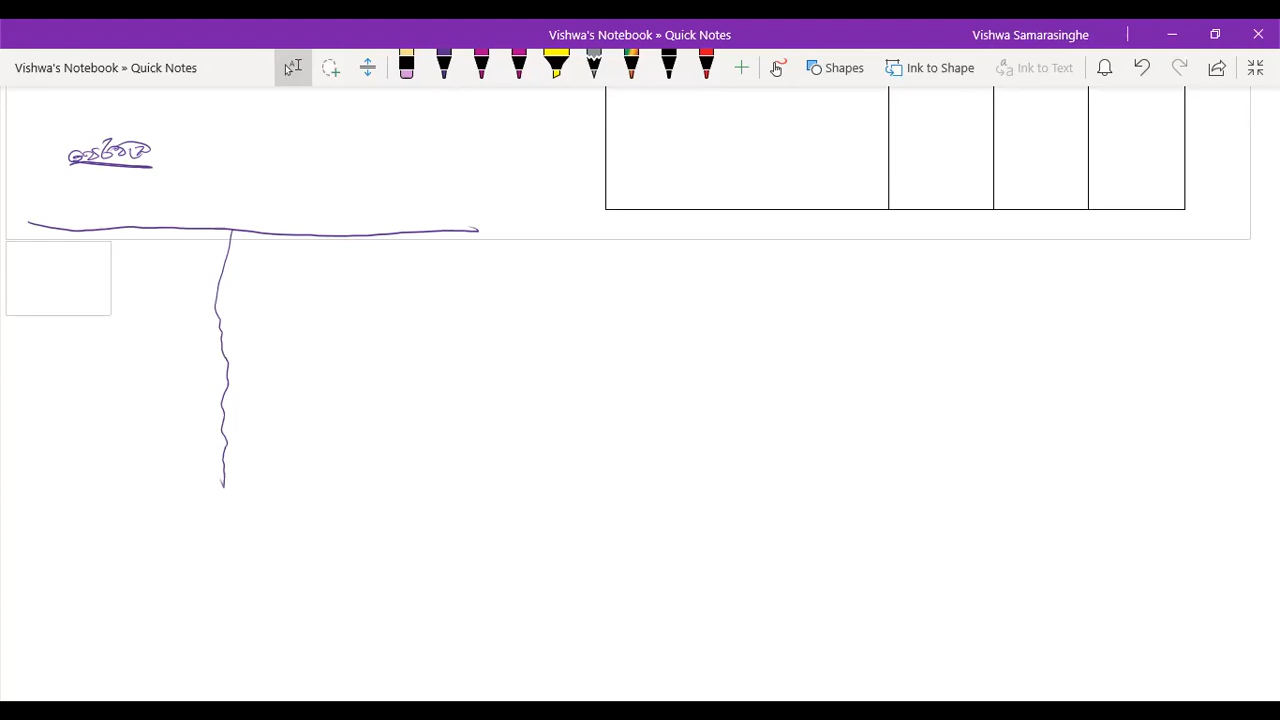 Vishwa's Notebook » Quick Notes
Vishwa Samarasinghe
Vishwa's Notebook » Quick Notes
Shapes
Ink to Shape
Ink to Text